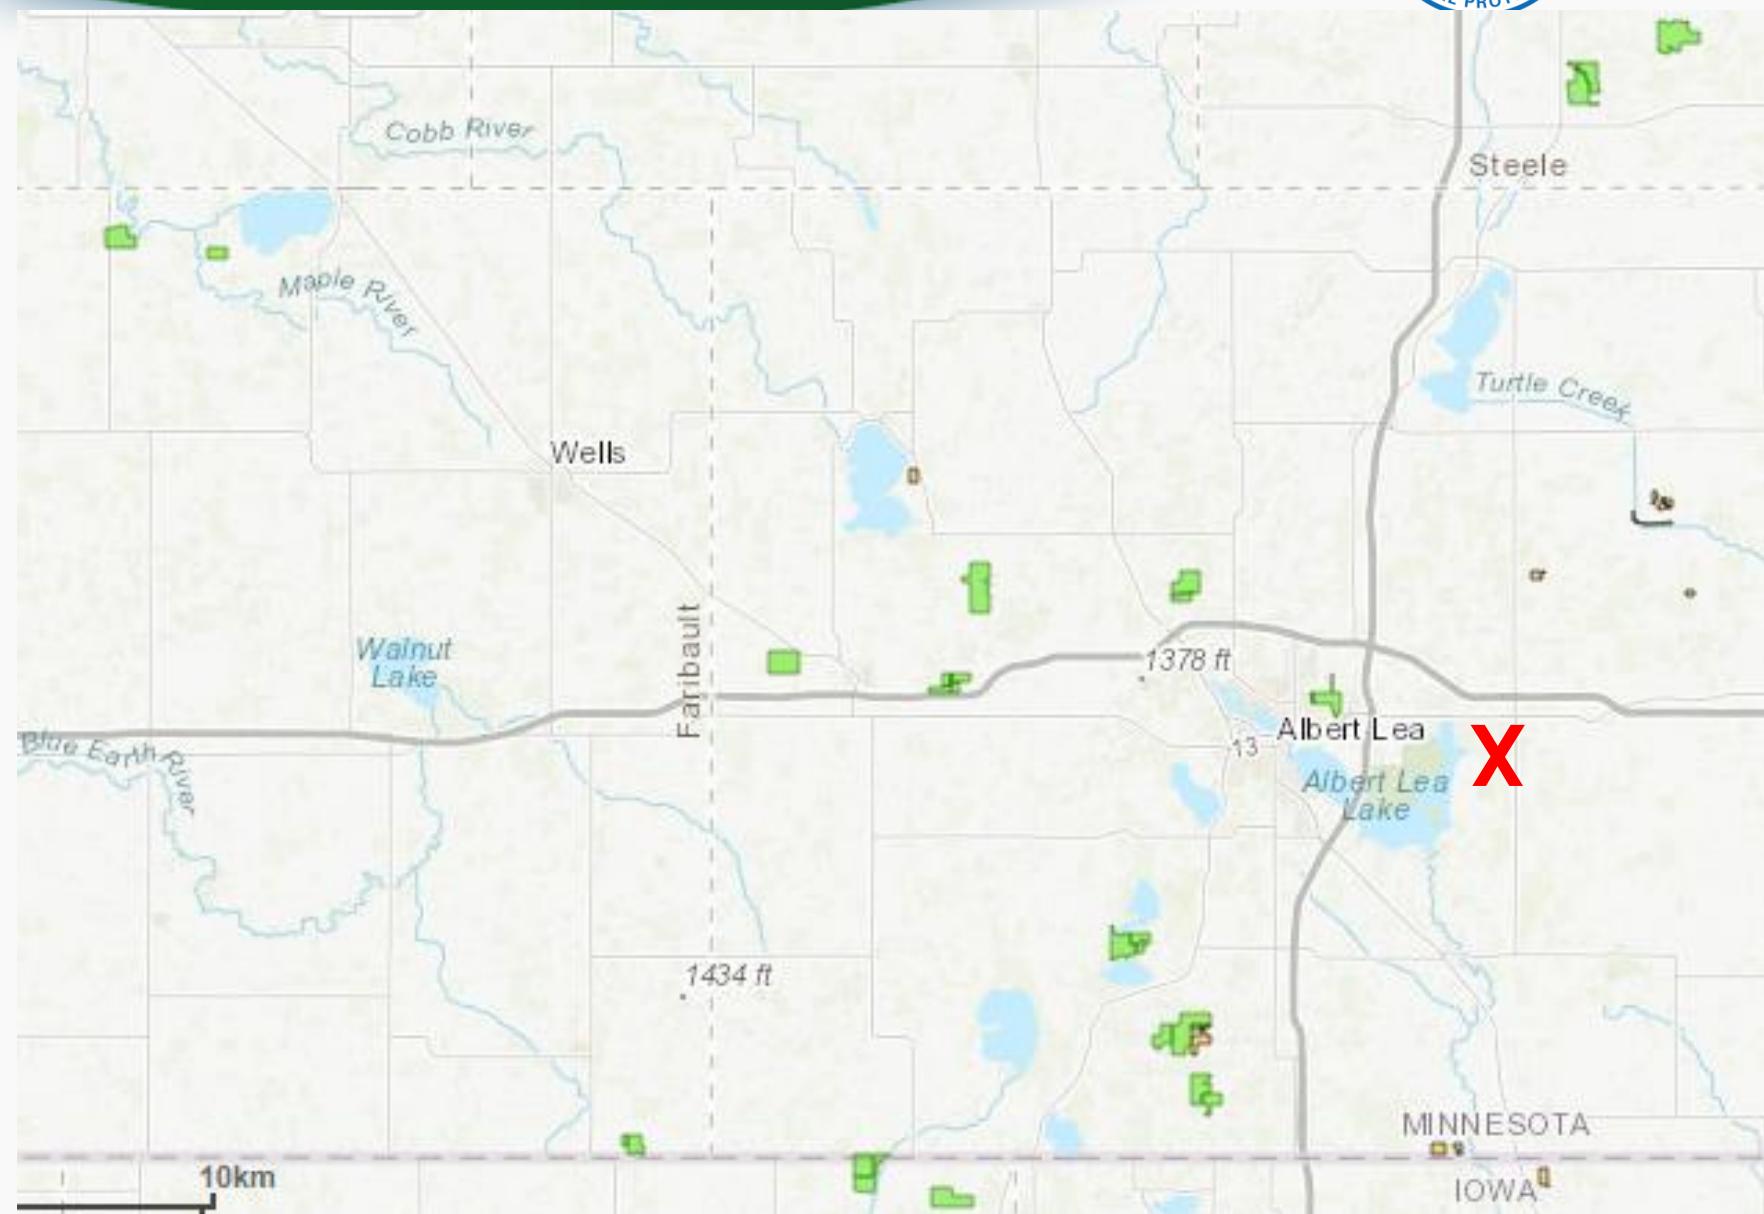 Steele
Cobb River
Maple River
Turtle Creek
Wells
Faribault
Walnut
Lake
1378 ft
Blue Earth River
Albert Lea
13
X
Albert Lea
Lake
1434 ft
MINNESOTA
10km
IOWA